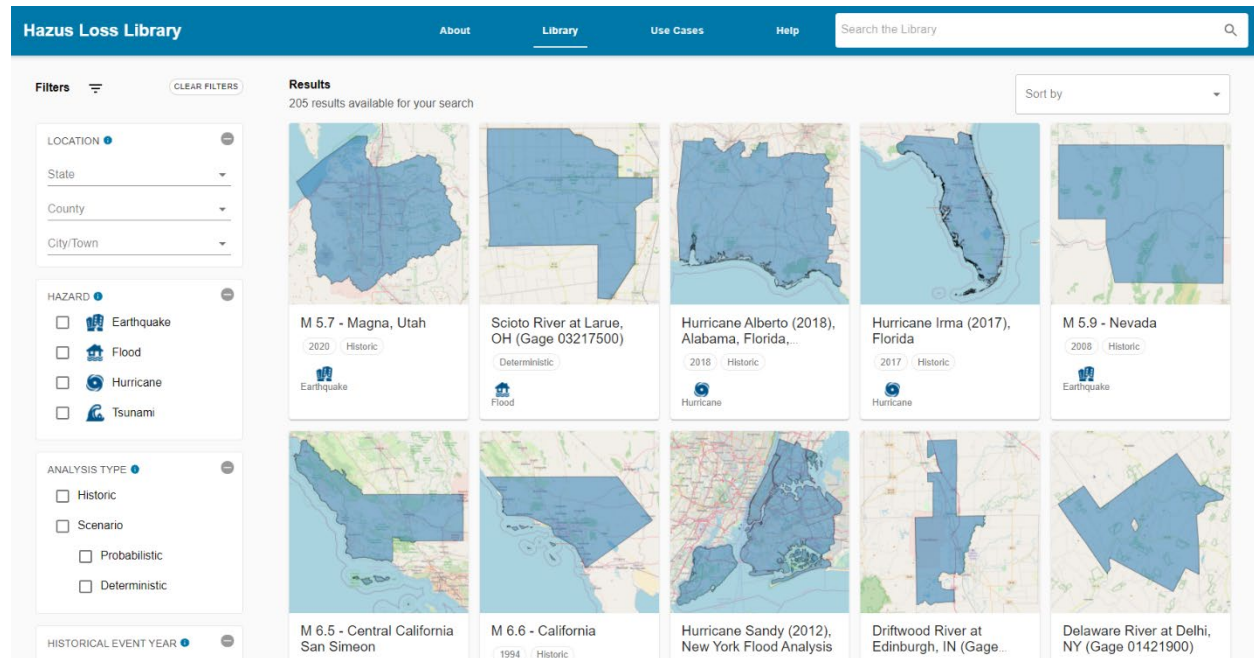 Hazus Loss Library
About
Library
Use Cases
Help
Search the Library
Filters
CLEAR FILTERS
LOCATION
State
County
City/Town
HAZARD
Earthquake
Flood
Hurricane
Tsunami
ANALYSIS TYPE
Historic
Scenario
Probabilistic
Deterministic
HISTORICAL EVENT YEAR
Results
205 results available for your search
Sort by
M 5.7 - Magna, Utah
2020 Historic
Earthquake
Scioto River at Larue,
OH (Gage 03217500)
Deterministic
Flood
Hurricane Alberto (2018),
Alabama, Florida,...
2018 Historic
Hurricane
Hurricane Irma (2017),
Florida
2017 Historic
Hurricane
M 5.9 - Nevada
2008 Historic
Earthquake
M 6.5 - Central California
San Simeon
M 6.6 - California
1994 Historic
Hurricane Sandy (2012),
New York Flood Analysis
Driftwood River at
Edinburgh, IN (Gage...
Delaware River at Delhi,
NY (Gage 01421900)